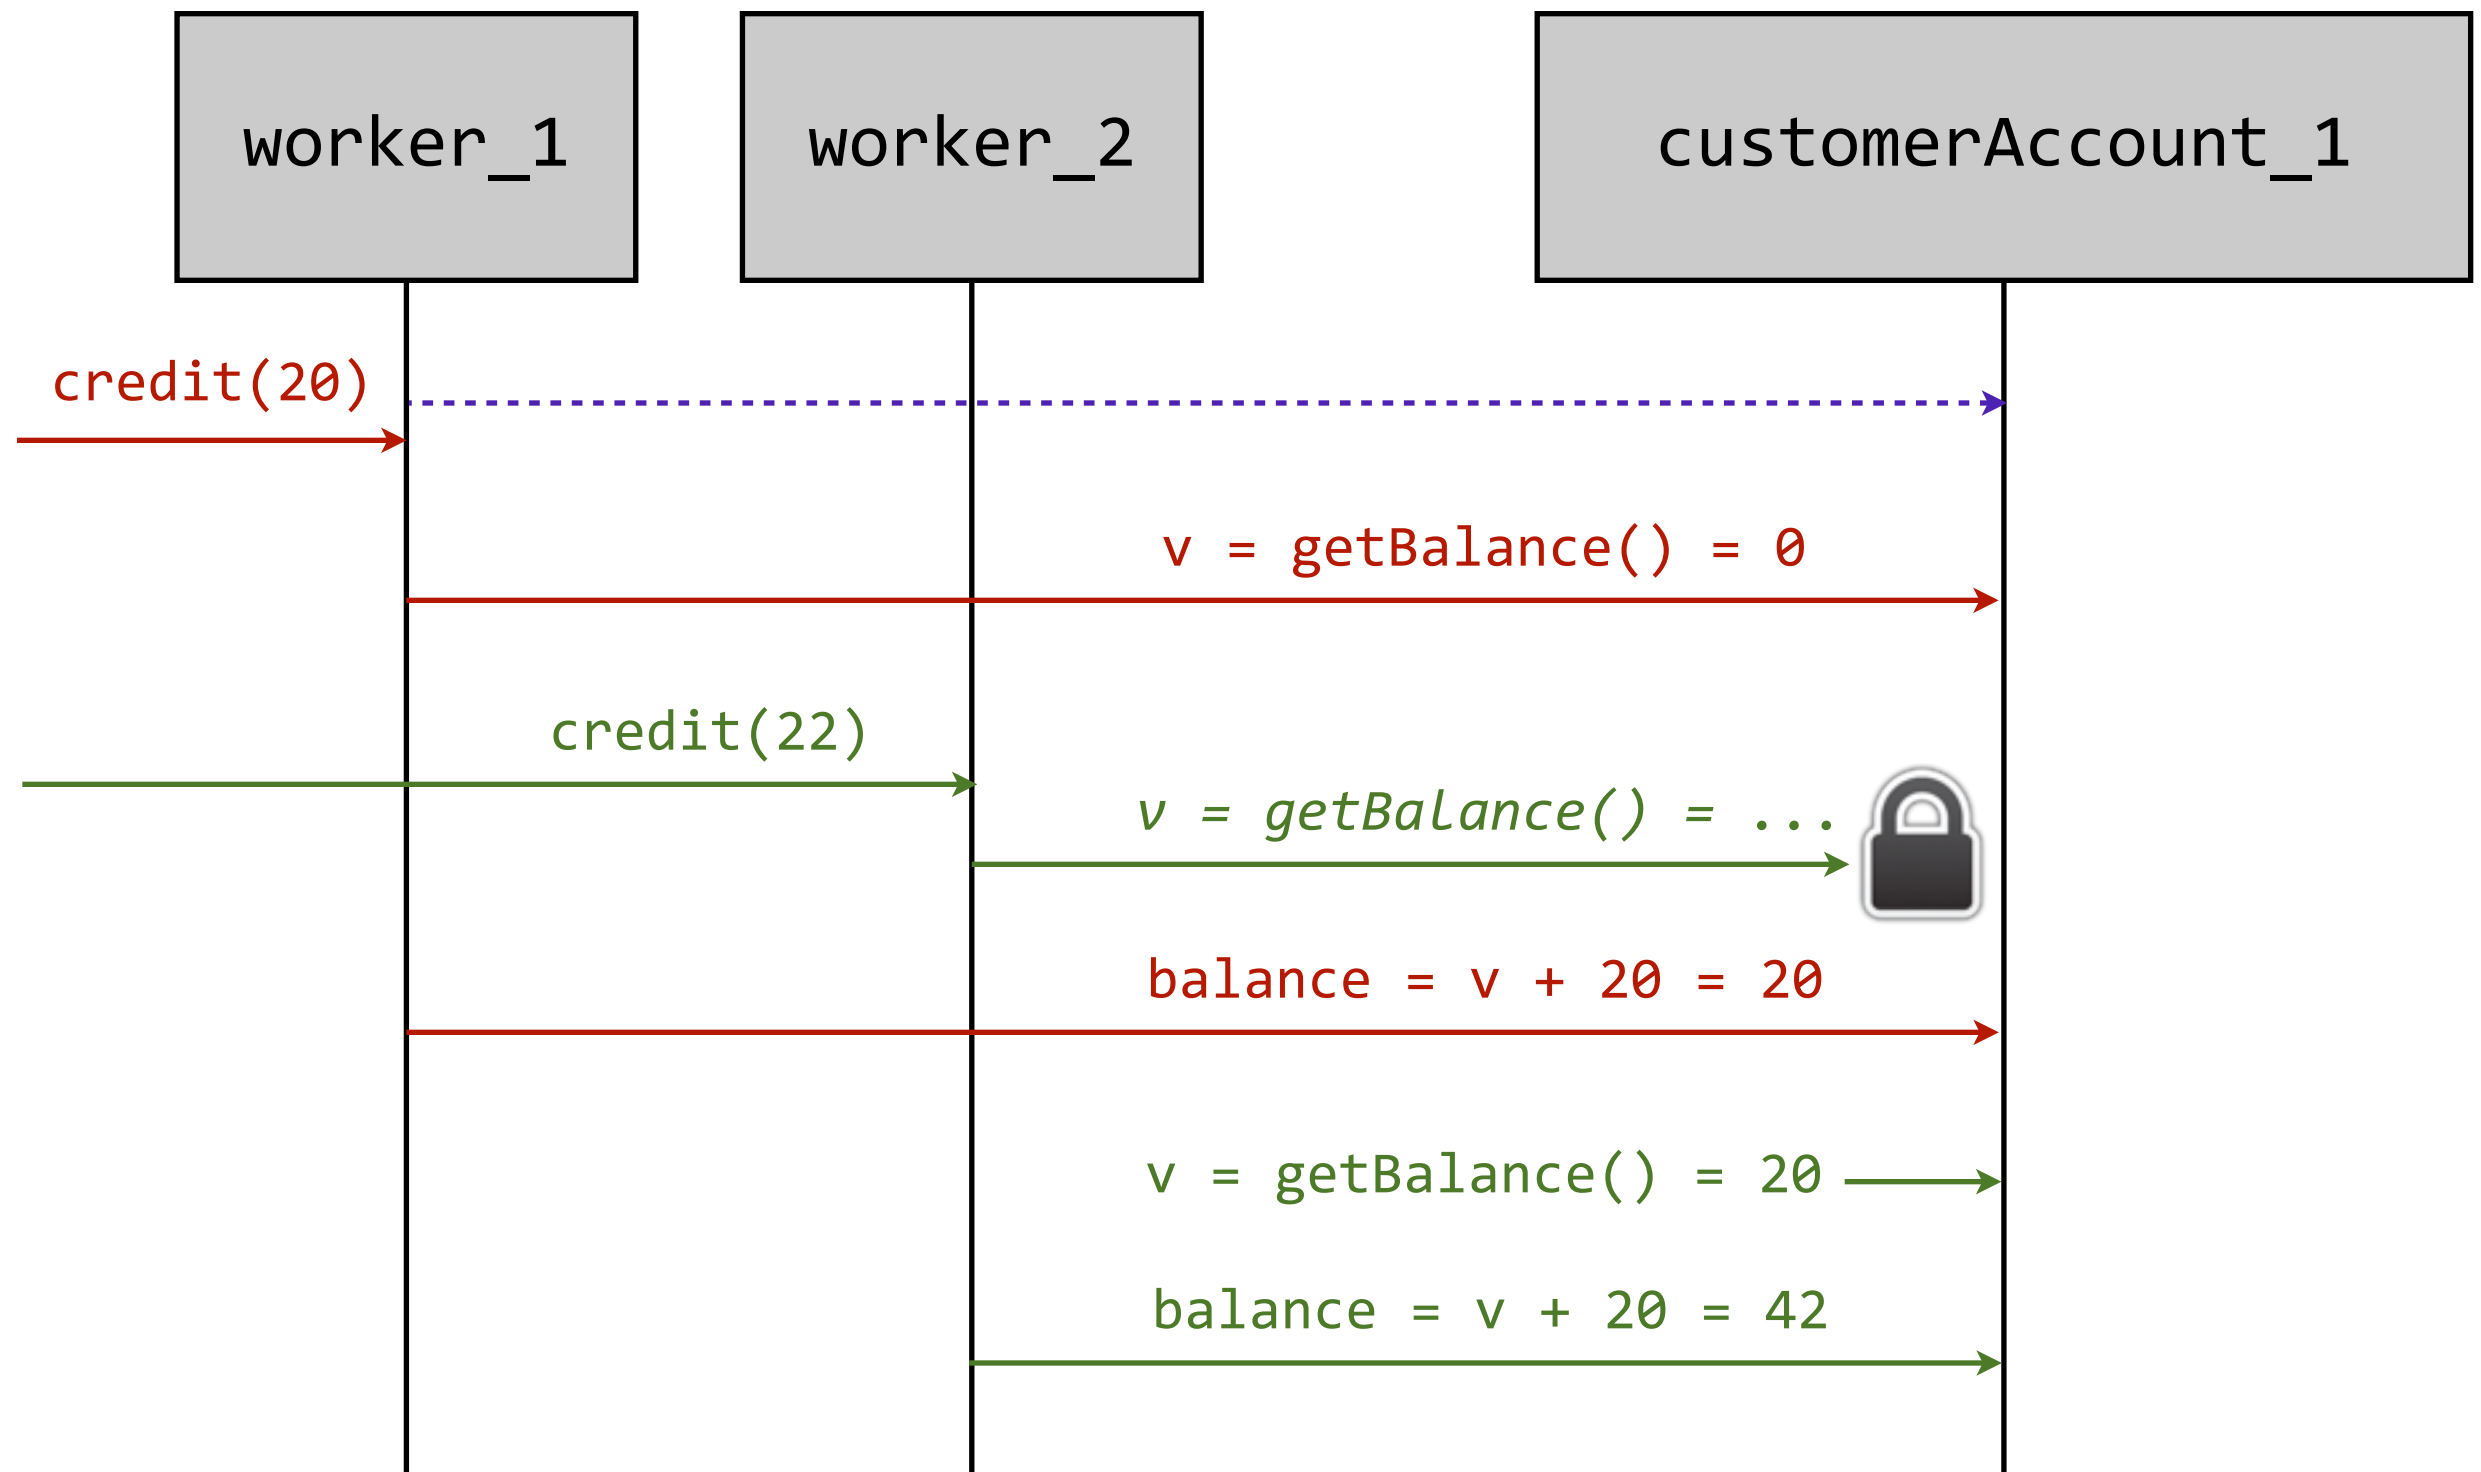 worker_1
worker_2
customerAccount_1
credit(20)
v = getBalance() = 0
credit(22)
v = getBalance() = ...
balance = v + 20 = 20
v = getBalance() = 20
balance = v + 20 = 42